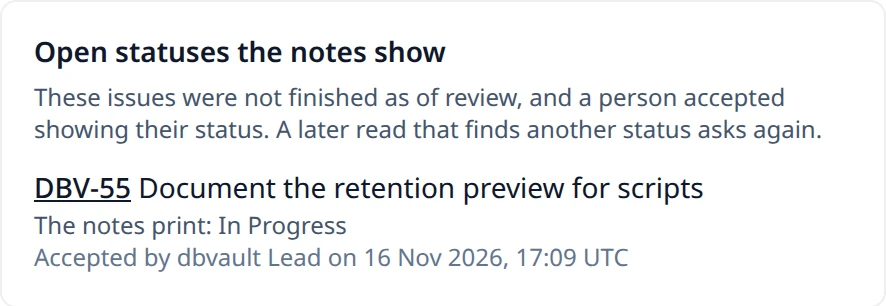 Open statuses the notes show
These issues were not finished as of review, and a person accepted
showing their status. A later read that finds another status asks again.
DBV-55 Document the retention preview for scripts
The notes print: In Progress
Accepted by dbvault Lead on 16 Nov 2026, 17:09 UTC